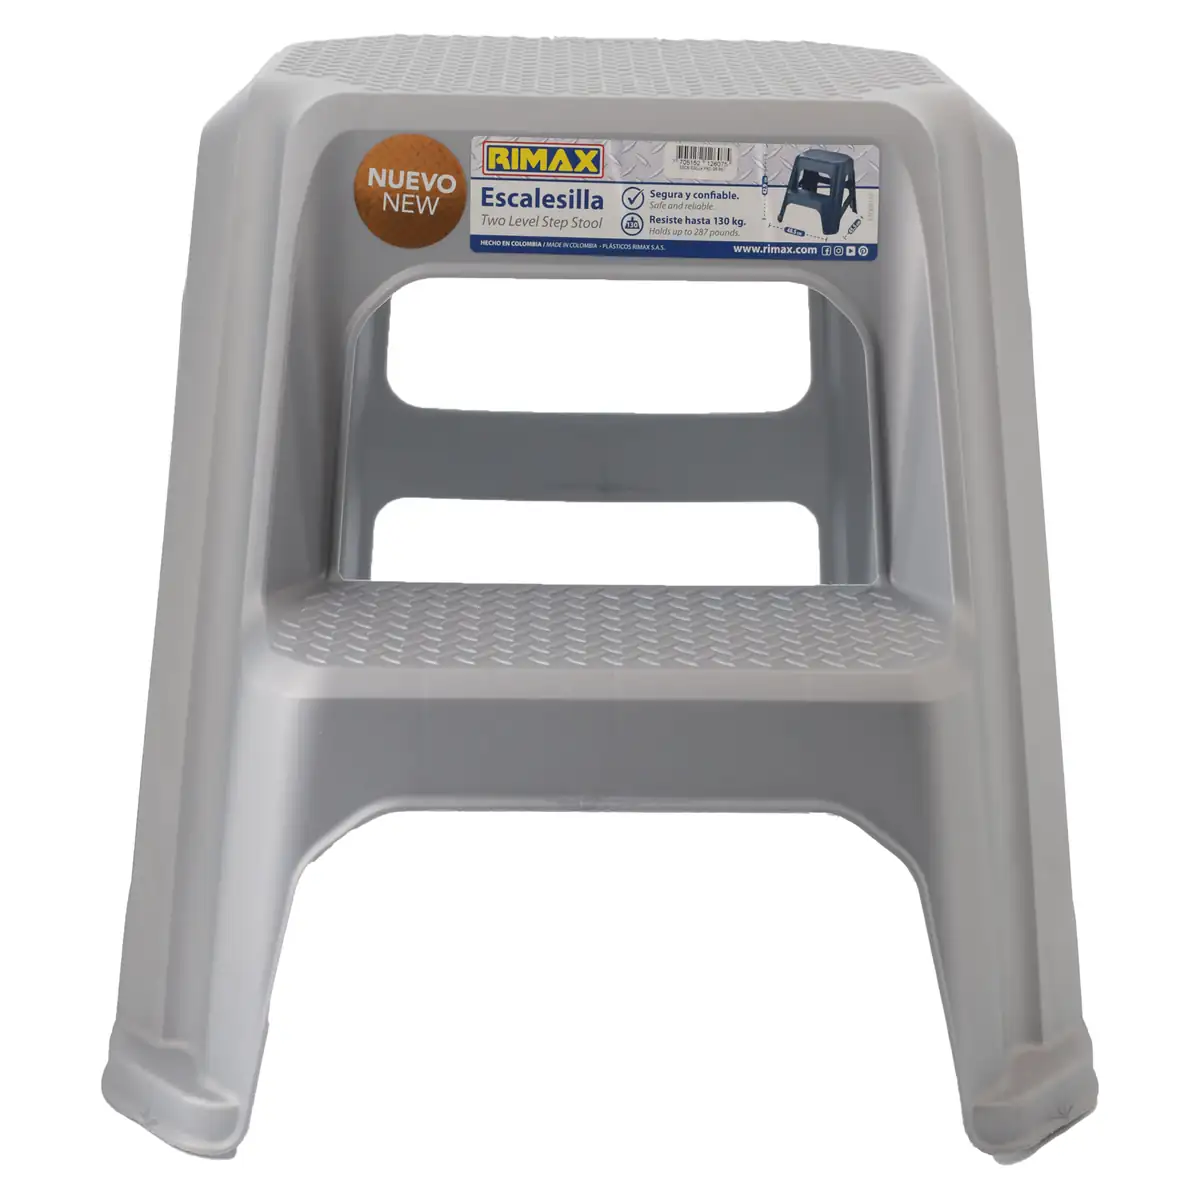 NUEVO
NEW
RIMAX
Escalesilla
Two Level Step Stool
Segura y confiable.
Safe and reliable
130
Resiste hasta 130 kg.
Holds up to 287 pounds.
HECHO EN COLOMBIA / MADE IN COLOMBIA - PLÁSTICOS RIMAX S.A.S.
www.rimax.com